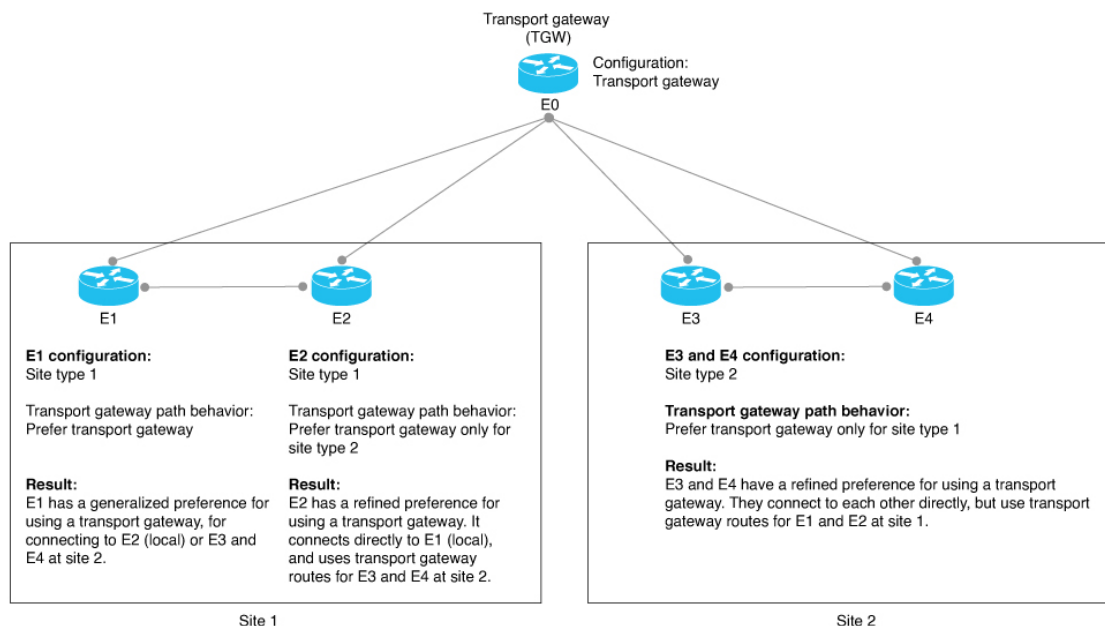 Transport gateway
(TGW)
Configuration:
Transport gateway
E0
E1
E2
E3
E4
E1 configuration:
Site type 1
Transport gateway path behavior:
Prefer transport gateway
Result:
E1 has a generalized preference for
using a transport gateway, for
connecting to E2 (local) or E3 and
E4 at site 2.
E2 configuration:
Site type 1
Transport gateway path behavior:
Prefer transport gateway only for
site type 2
Result:
E2 has a refined preference for
using a transport gateway. It
connects directly to E1 (local),
and uses transport gateway
routes for E3 and E4 at site 2.
E3 and E4 configuration:
Site type 2
Transport gateway path behavior:
Prefer transport gateway only for site type 1
Result:
E3 and E4 have a refined preference for using a transport
gateway. They connect to each other directly, but use transport
gateway routes for E1 and E2 at site 1.
Site 1
Site 2